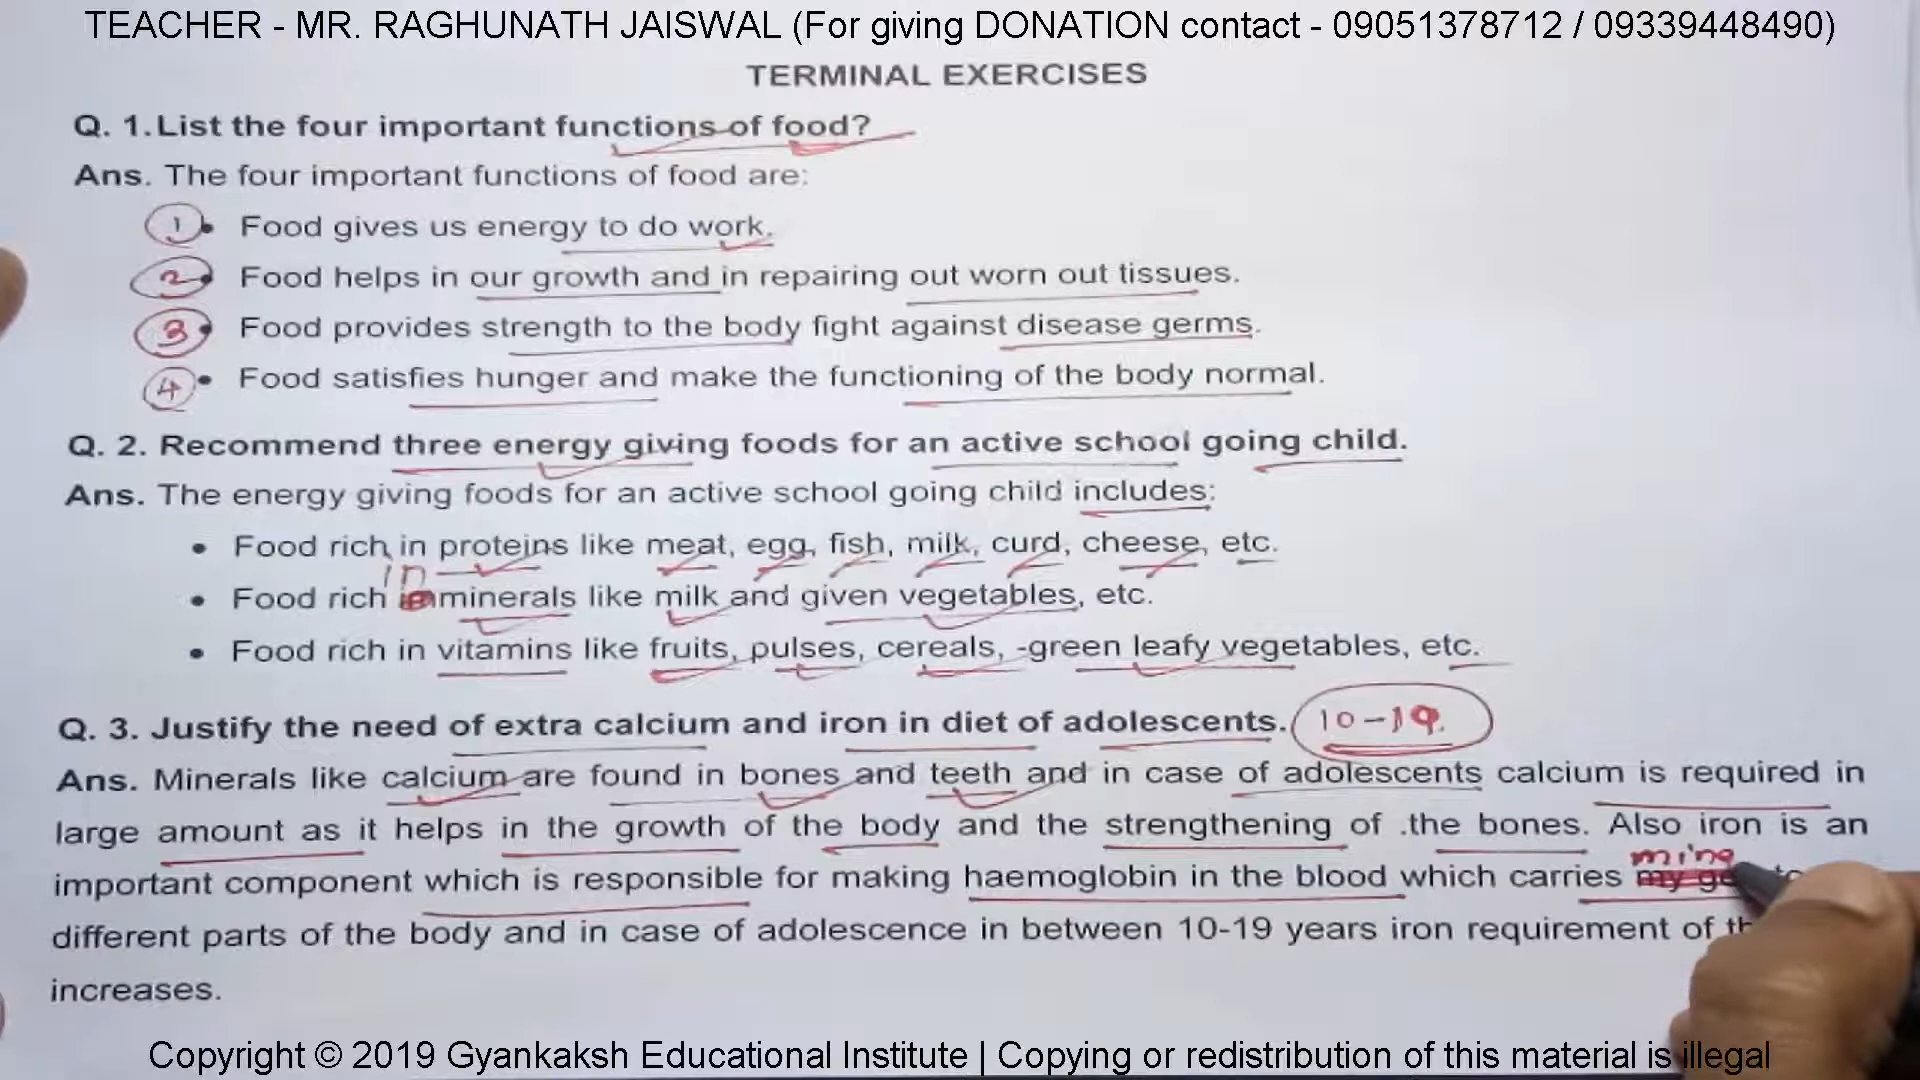 TEACHER - MR. RAGHUNATH JAISWAL (For giving DONATION contact - 09051378712 / 09339448490)
TERMINAL EXERCISES
Q. 1.List the four important functions of food?
Ans. The four important functions of food are:
1 • Food gives us energy to do work.
2 • Food helps in our growth and in repairing out worn out tissues.
3 • Food provides strength to the body fight against disease germs.
4 • Food satisfies hunger and make the functioning of the body normal.
Q. 2. Recommend three energy giving foods for an active school going child.
Ans. The energy giving foods for an active school going child includes:
• Food rich in proteins like meat, egg, fish, milk, curd, cheese, etc.
in
• Food rich minerals like milk and given vegetables, etc.
• Food rich in vitamins like fruits, pulses, cereals, -green leafy vegetables, etc.
Q. 3. Justify the need of extra calcium and iron in diet of adolescents. 10-19.
Ans. Minerals like calcium are found in bones and teeth and in case of adolescents calcium is required in
large amount as it helps in the growth of the body and the strengthening of .the bones. Also iron is an
mine
important component which is responsible for making haemoglobin in the blood which carries my
different parts of the body and in case of adolescence in between 10-19 years iron requirement of
increases.
Copyright © 2019 Gyankaksh Educational Institute | Copying or redistribution of this material is illegal